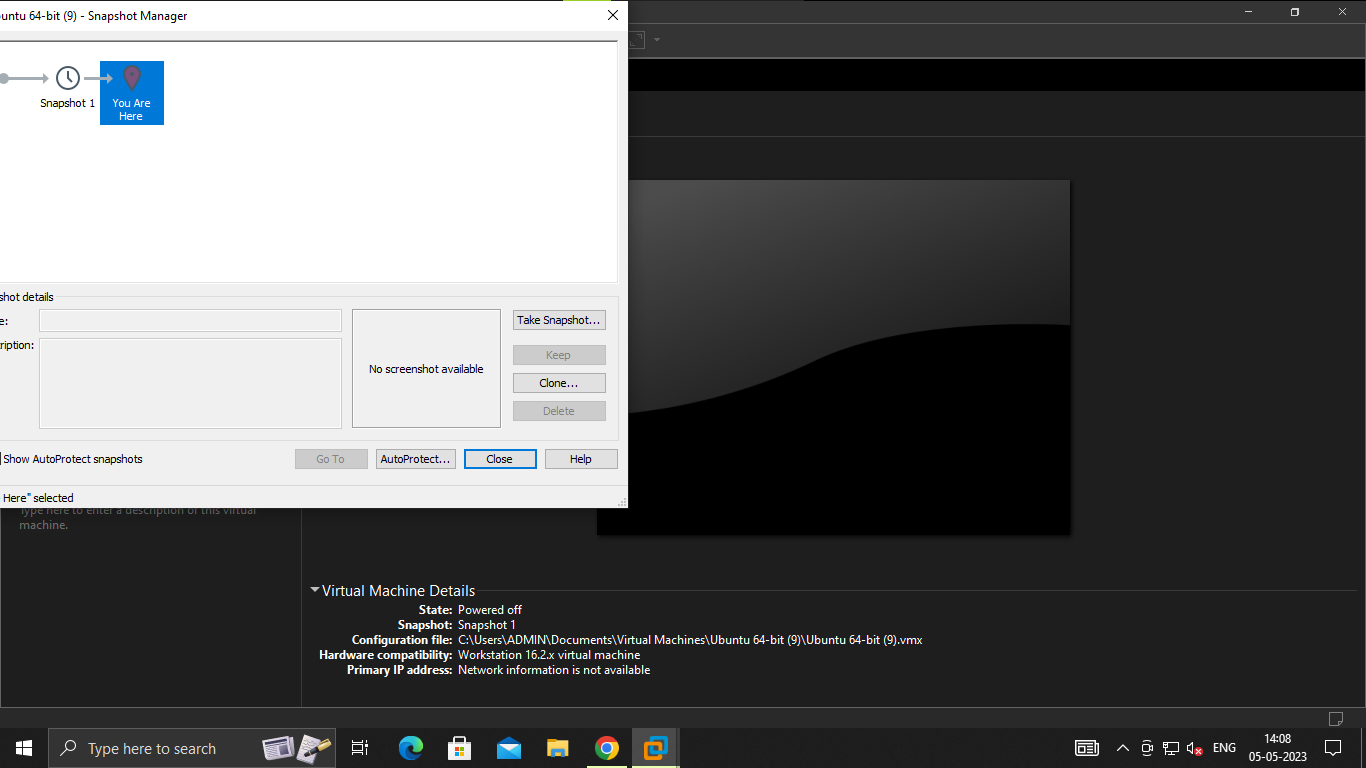 untu 64-bit (9) - Snapshot Manager
Snapshot 1
You Are
Here
shot details
e:
Take Snapshot...
ription:
Keep
No screenshot available
Clone...
Delete
Show AutoProtect snapshots
Go To
AutoProtect...
Close
Help
Here" selected
Type here to enter a description of this virtual
machine.
Virtual Machine Details
State: Powered off
Snapshot: Snapshot 1
Configuration file: C:\Users\ADMIN\Documents\Virtual Machines\Ubuntu 64-bit (9)\Ubuntu 64-bit (9).vmx
Hardware compatibility: Workstation 16.2.x virtual machine
Primary IP address: Network information is not available
Type here to search
ENG
14:08
05-05-2023